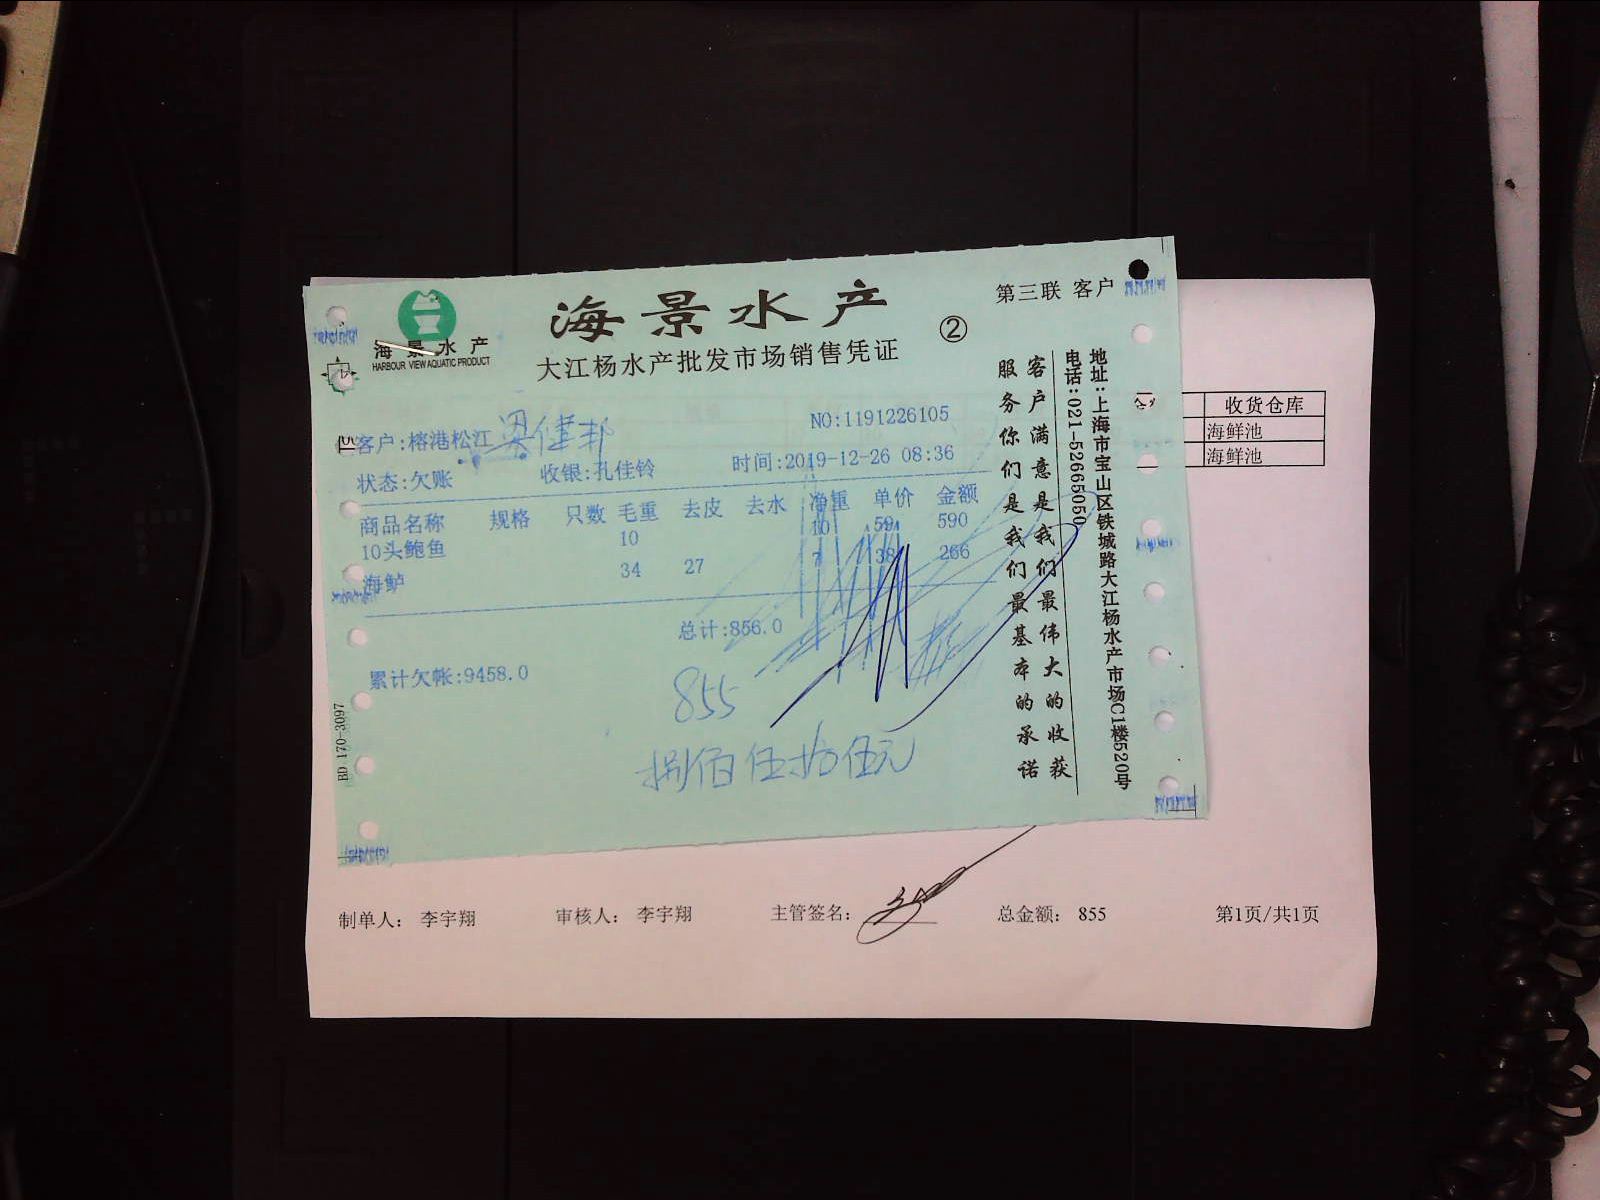 海景水产
HARBOUR VIEW AQUATIC PRODUCT
海景水产
大江杨水产批发市场销售凭证
②
第三联 客户
NO:1191226105
客户:榕港松江 梁健邦
状态:欠账 收银:孔佳铃 时间:2019-12-26 08:36
商品名称 规格 只数 毛重 去皮 去水 净重 单价 金额
10头鲍鱼 10 10 59 590
海鲈 34 27 7 38 266
总计:856.0
累计欠帐:9458.0
855
捌佰伍拾伍元
BD 170-3097
客户满意是我们最伟大的收获
服务你们是我们最基本的承诺
地址:上海市宝山区铁城路大江杨水产市场C1楼520号
电话:021-52665050
收货仓库
海鲜池
海鲜池
制单人: 李宇翔 审核人: 李宇翔 主管签名: 总金额: 855 第1页/共1页